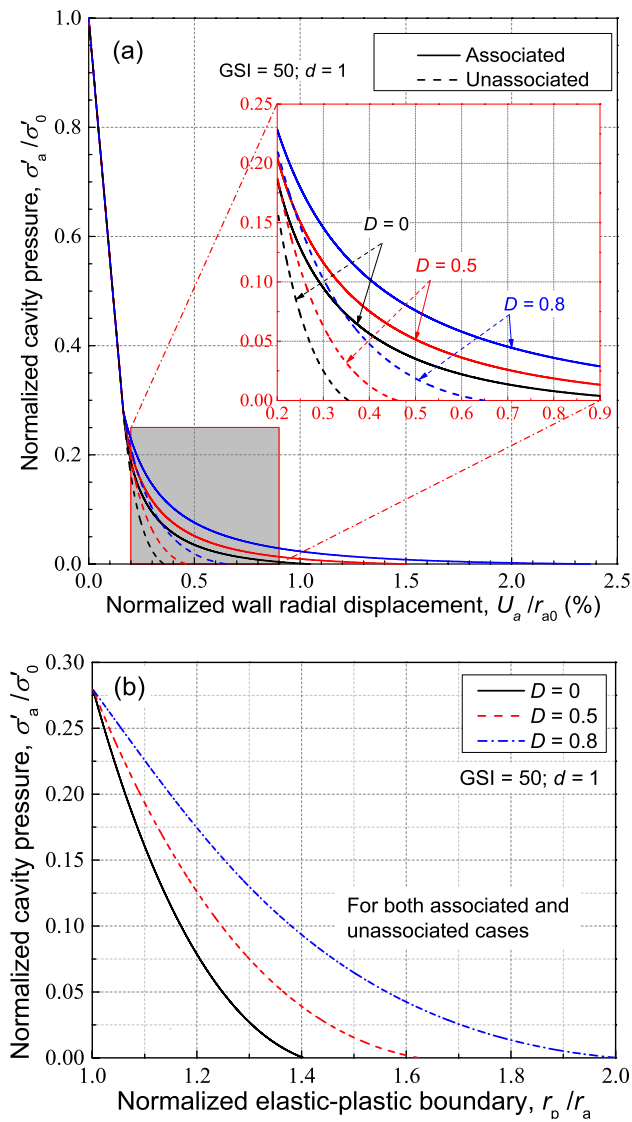 (a)
GSI = 50; d = 1
Associated
Unassociated
Normalized cavity pressure, σ′a /σ′0
1.0
0.8
0.6
0.4
0.2
0.0
0.25
0.20
0.15
0.10
0.05
0.00
D = 0
D = 0.5
D = 0.8
0.2 0.3 0.4 0.5 0.6 0.7 0.8 0.9
0.0 0.5 1.0 1.5 2.0 2.5
Normalized wall radial displacement, Ua /ra0 (%)
(b)
D = 0
D = 0.5
D = 0.8
GSI = 50; d = 1
For both associated and
unassociated cases
Normalized cavity pressure, σ′a /σ′0
0.30
0.25
0.20
0.15
0.10
0.05
0.00
1.0 1.2 1.4 1.6 1.8 2.0
Normalized elastic-plastic boundary, rp /ra